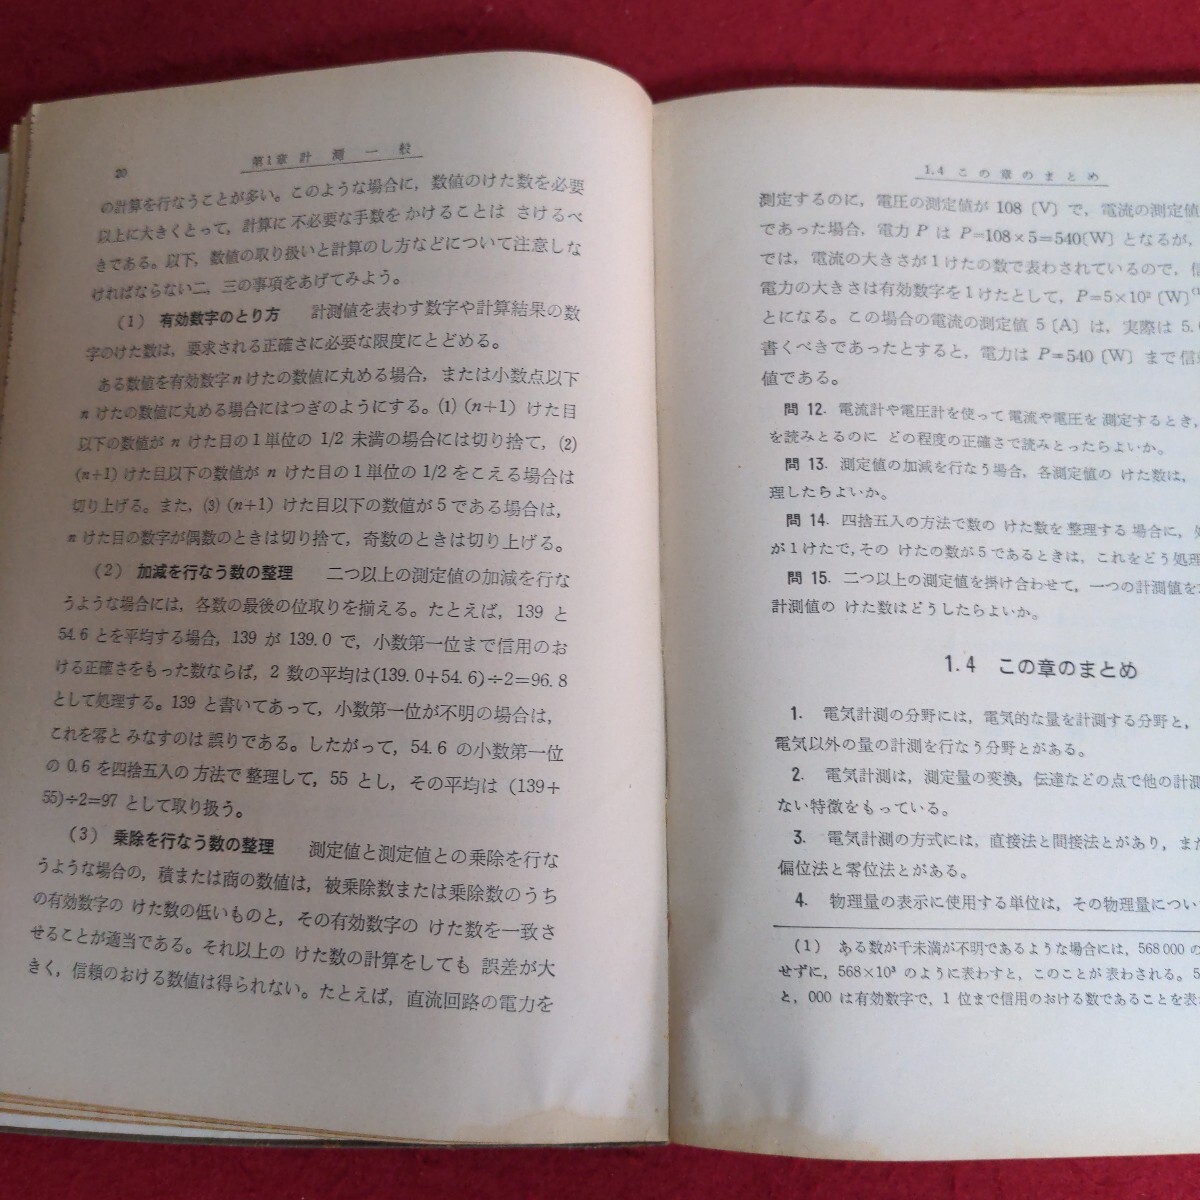 20
第1章 計 測 一 般
の計算を行なうことが多い。このような場合に，数値のけた数を必要
以上に大きくとって，計算に不必要な手数をかけることは さけるべ
きである。以下，数値の取り扱いと計算のし方などについて注意しな
ければならない二，三の事項をあげてみよう。
(1) 有効数字のとり方 計測値を表わす数字や計算結果の数
字のけた数は，要求される正確さに必要な限度にとどめる。
ある数値を有効数字nけたの数値に丸める場合，または小数点以下
n けたの数値に丸める場合にはつぎのようにする。(1) (n+1) けた目
以下の数値が n けた目の1単位の 1/2 未満の場合には切り捨て，(2)
(n+1) けた目以下の数値が n けた目の1単位の 1/2 をこえる場合は
切り上げる。また，(3) (n+1) けた目以下の数値が5である場合は，
n けた目の数字が偶数のときは切り捨て，奇数のときは切り上げる。
(2) 加減を行なう数の整理 二つ以上の測定値の加減を行な
うような場合には，各数の最後の位取りを揃える。たとえば，139 と
54.6 とを平均する場合，139 が 139.0 で，小数第一位まで信用のお
ける正確さをもった数ならば，2 数の平均は(139.0+54.6)÷2=96.8
として処理する。139 と書いてあって，小数第一位が不明の場合は，
これを零とみなすのは誤りである。したがって，54.6 の小数第一位
の 0.6 を四捨五入の方法で整理して，55 とし，その平均は (139+
55)÷2=97 として取り扱う。
(3) 乗除を行なう数の整理 測定値と測定値との乗除を行な
うような場合の，積または商の数値は，被乗除数または乗除数のうち
の有効数字の けた数の低いものと，その有効数字の けた数を一致さ
せることが適当である。それ以上の けた数の計算をしても 誤差が大
きく，信頼のおける数値は得られない。たとえば，直流回路の電力を
1.4 この章のまとめ
測定するのに，電圧の測定値が 108 〔V〕で，電流の測定値
であった場合，電力 P は P=108×5=540〔W〕となるが，
では，電流の大きさが1けたの数で表わされているので，信
電力の大きさは有効数字を1けたとして，P=5×10² 〔W〕⁽¹
とになる。この場合の電流の測定値 5〔A〕は，実際は 5.
書くべきであったとすると，電力は P=540〔W〕まで信
値である。
問 12. 電流計や電圧計を使って電流や電圧を測定するとき，
を読みとるのに どの程度の正確さで読みとったらよいか。
問 13. 測定値の加減を行なう場合，各測定値の けた数は，
理したらよいか。
問 14. 四捨五入の方法で数の けた数を整理する場合に，
が1けたで，その けたの数が5であるときは，これをどう処理
問 15. 二つ以上の測定値を掛け合わせて，一つの計測値を
計測値の けた数はどうしたらよいか。
1.4 この章のまとめ
1. 電気計測の分野には，電気的な量を計測する分野と，
電気以外の量の計測を行なう分野とがある。
2. 電気計測は，測定量の変換，伝達などの点で他の計測
ない特徴をもっている。
3. 電気計測の方式には，直接法と間接法とがあり，また
偏位法と零位法とがある。
4. 物理量の表示に使用する単位は，その物理量につい
(1) ある数が千未満が不明であるような場合には，568 000 の
せずに，568×10³ のように表わすと，このことが表わされる。5
と，000 は有効数字で，1 位まで信用のおける数であることを表